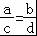 a/c = b/d